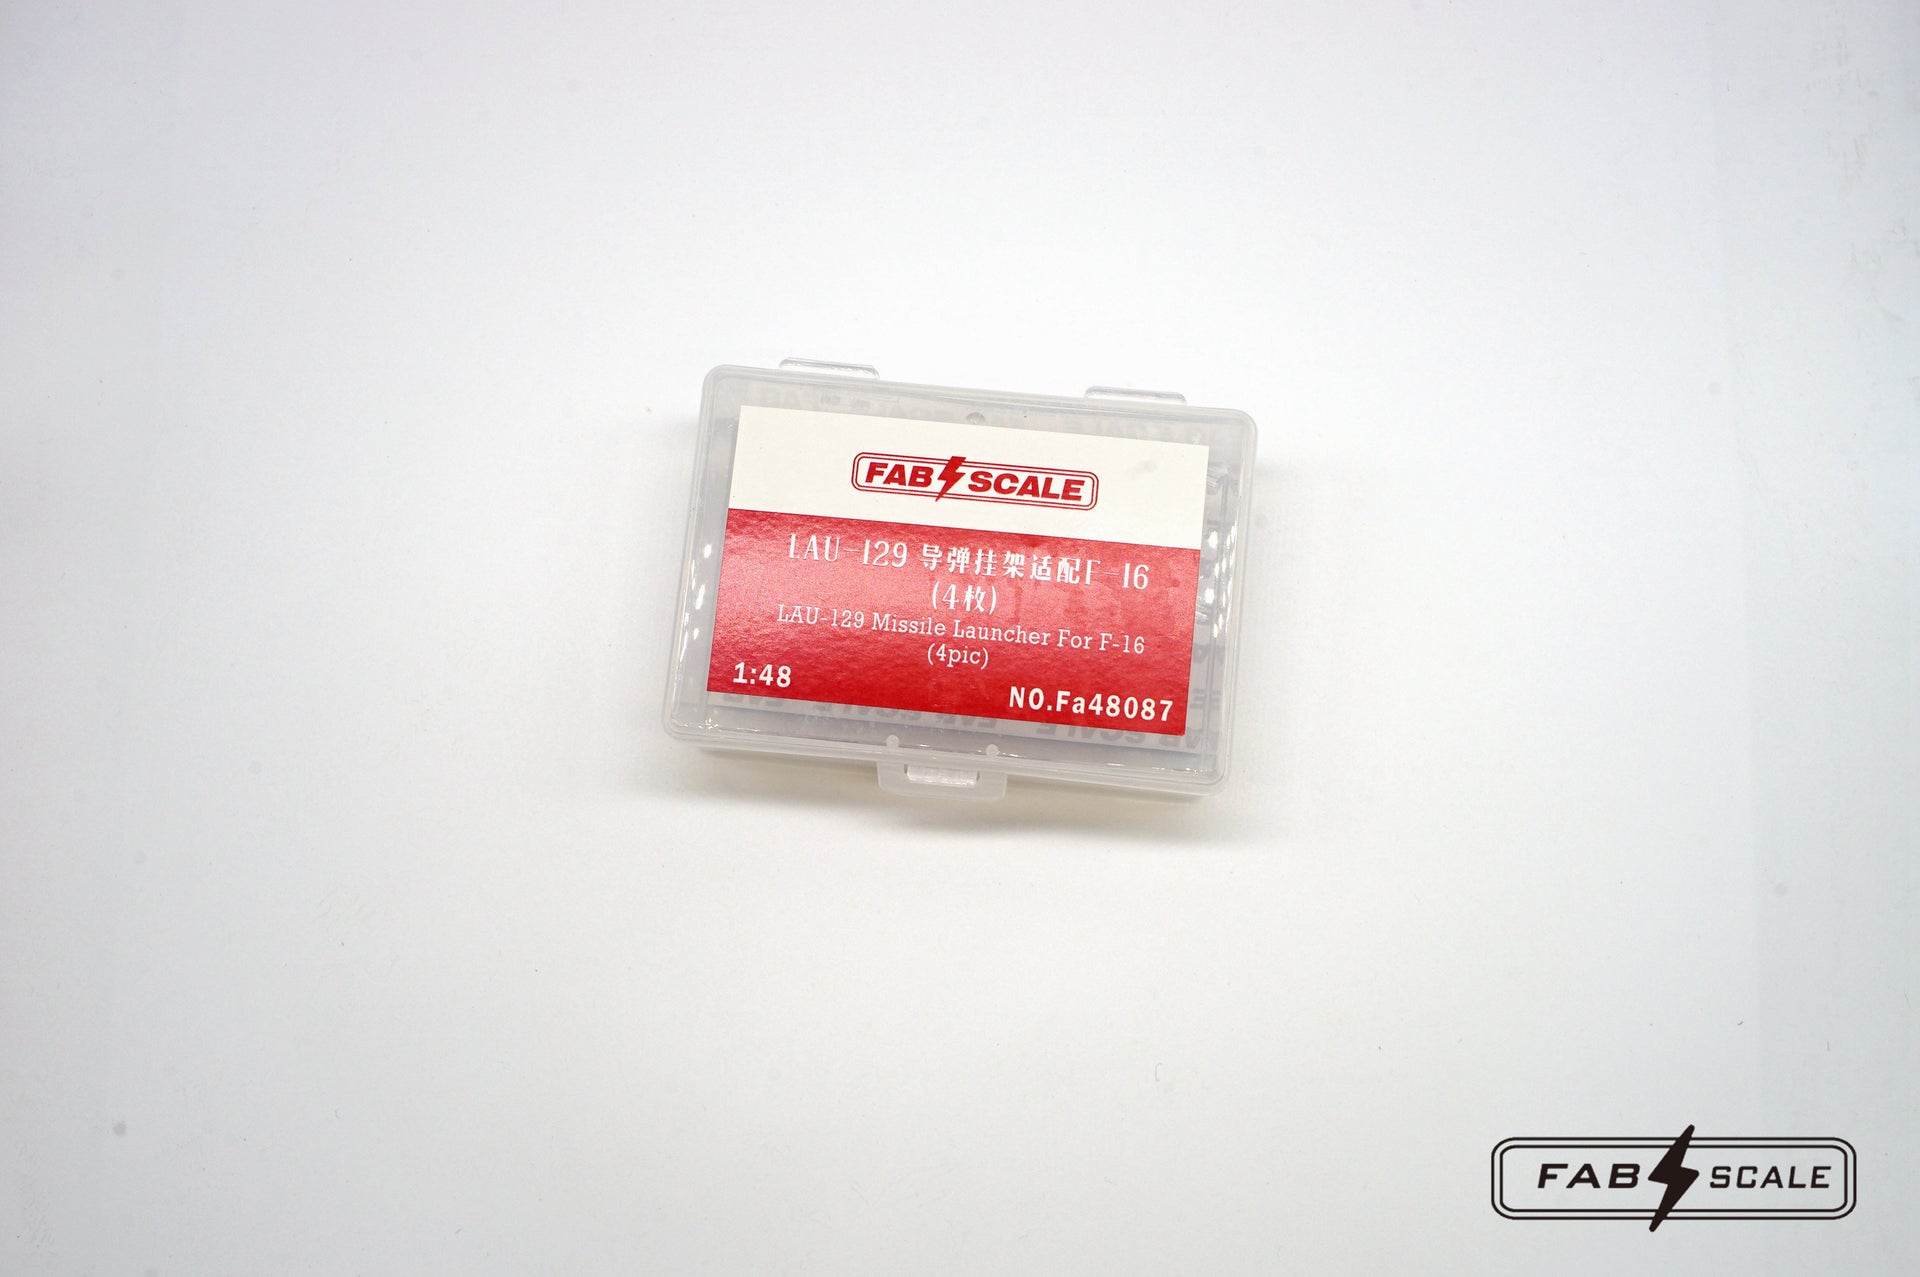 FAB SCALE
LAU-129 导弹挂架适配F-16
(4枚)
LAU-129 Missile Launcher For F-16
(4pic)
1:48
NO.Fa48087
FAB SCALE